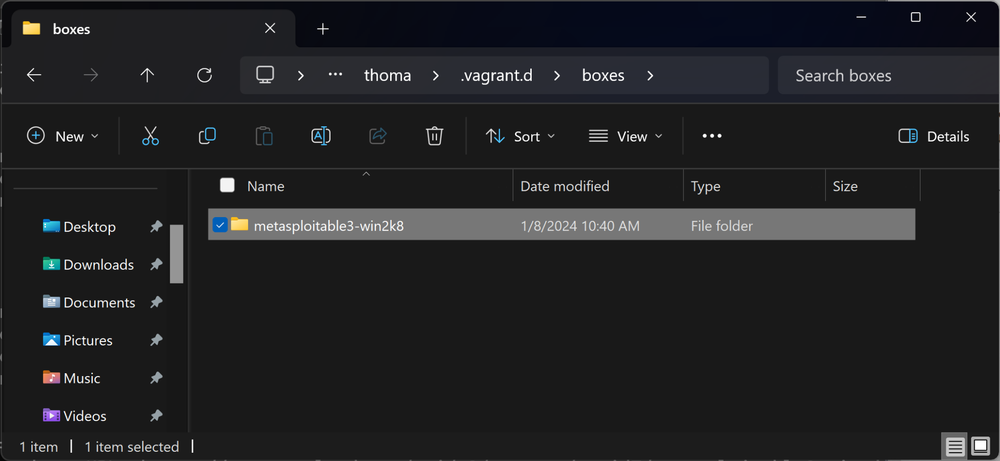 boxes
thoma > .vagrant.d > boxes >
Search boxes
New
Sort
View
Details
Name
Date modified
Type
Size
metasploitable3-win2k8
1/8/2024 10:40 AM
File folder
Desktop
Downloads
Documents
Pictures
Music
Videos
1 item | 1 item selected |